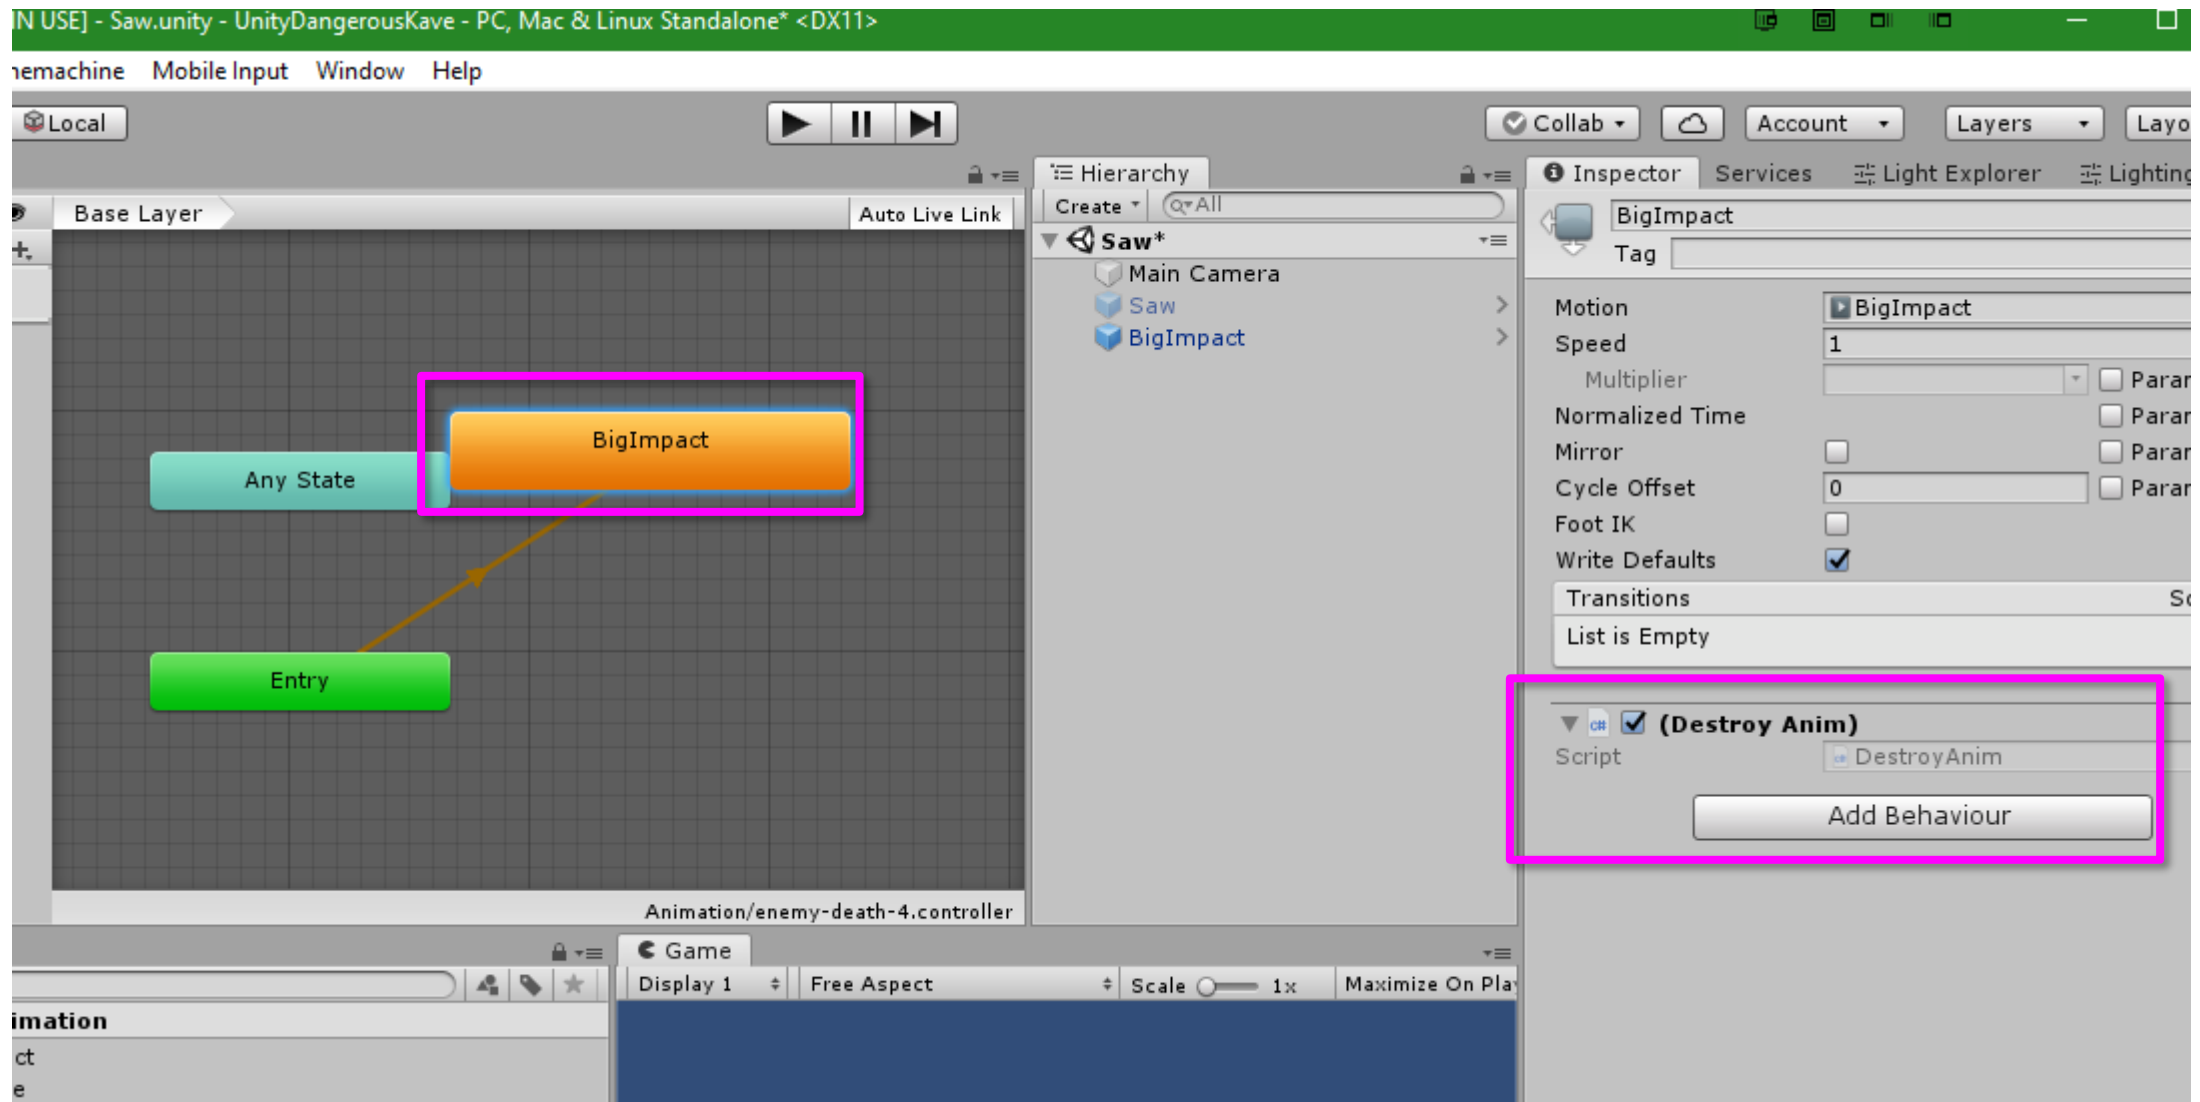 IN USE] - Saw.unity - UnityDangerousKave - PC, Mac & Linux Standalone* <DX11>
nemachine Mobile Input Window Help
Local
Collab
Account
Layers
Layo
Base Layer
Auto Live Link
Any State
BigImpact
Entry
Animation/enemy-death-4.controller
Hierarchy
Create
All
Saw*
Main Camera
Saw
BigImpact
Inspector Services Light Explorer Lighting
BigImpact
Tag
Motion BigImpact
Speed 1
Multiplier Param
Normalized Time Param
Mirror Param
Cycle Offset 0 Param
Foot IK
Write Defaults
Transitions So
List is Empty
c# (Destroy Anim)
Script DestroyAnim
Add Behaviour
Game
Display 1 Free Aspect Scale 1x Maximize On Play
imation
ct
e